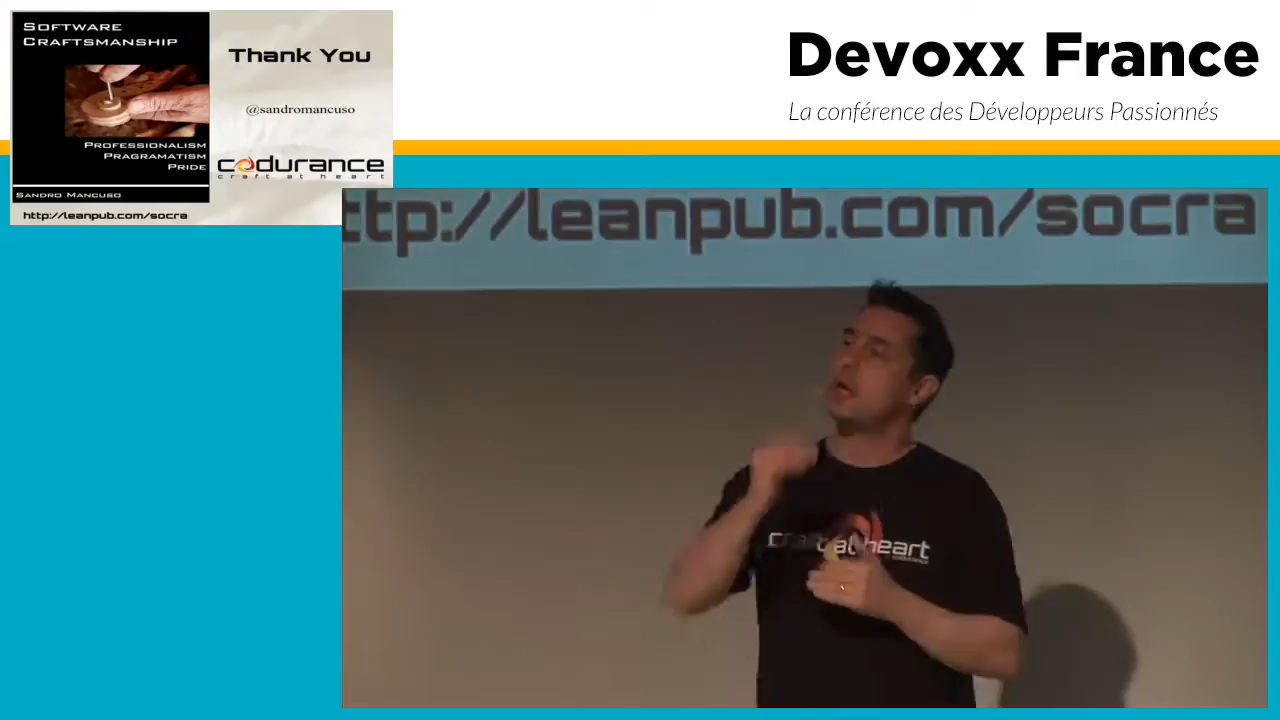 SOFTWARE
CRAFTSMANSHIP
PROFESSIONALISM
PRAGRAMATISM
PRIDE
SANDRO MANCUSO
http://leanpub.com/socra
Thank You
@sandromancuso
codurance
craft at heart
Devoxx France
La conférence des Développeurs Passionnés
ttp://leanpub.com/socra
craft at heart